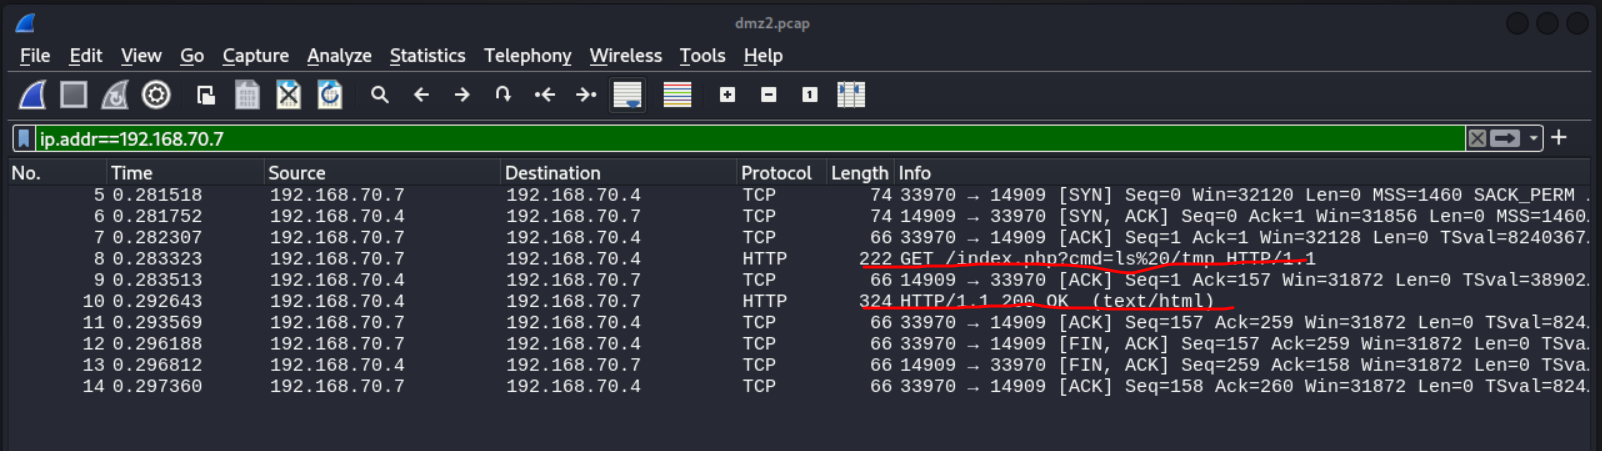 dmz2.pcap
File Edit View Go Capture Analyze Statistics Telephony Wireless Tools Help
ip.addr==192.168.70.7
No. Time Source Destination Protocol Length Info
5 0.281518 192.168.70.7 192.168.70.4 TCP 74 33970 → 14909 [SYN] Seq=0 Win=32120 Len=0 MSS=1460 SACK_PERM .
6 0.281752 192.168.70.4 192.168.70.7 TCP 74 14909 → 33970 [SYN, ACK] Seq=0 Ack=1 Win=31856 Len=0 MSS=1460.
7 0.282307 192.168.70.7 192.168.70.4 TCP 66 33970 → 14909 [ACK] Seq=1 Ack=1 Win=32128 Len=0 TSval=8240367.
8 0.283323 192.168.70.7 192.168.70.4 HTTP 222 GET /index.php?cmd=ls%20/tmp HTTP/1.1
9 0.283513 192.168.70.4 192.168.70.7 TCP 66 14909 → 33970 [ACK] Seq=1 Ack=157 Win=31872 Len=0 TSval=38902.
10 0.292643 192.168.70.4 192.168.70.7 HTTP 324 HTTP/1.1 200 OK (text/html)
11 0.293569 192.168.70.7 192.168.70.4 TCP 66 33970 → 14909 [ACK] Seq=157 Ack=259 Win=31872 Len=0 TSval=824.
12 0.296188 192.168.70.7 192.168.70.4 TCP 66 33970 → 14909 [FIN, ACK] Seq=157 Ack=259 Win=31872 Len=0 TSva.
13 0.296812 192.168.70.4 192.168.70.7 TCP 66 14909 → 33970 [FIN, ACK] Seq=259 Ack=158 Win=31872 Len=0 TSva.
14 0.297360 192.168.70.7 192.168.70.4 TCP 66 33970 → 14909 [ACK] Seq=158 Ack=260 Win=31872 Len=0 TSval=824.